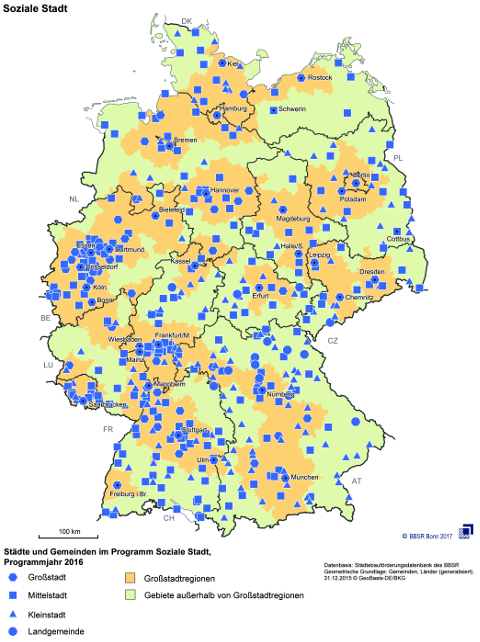 Soziale Stadt
DK
Kiel
Rostock
Hamburg
Schwerin
Bremen
PL
Berlin
Potsdam
Hannover
NL
Bielefeld
Magdeburg
Cottbus
Essen
Dortmund
Düsseldorf
Kassel
Halle/S.
Leipzig
Dresden
Köln
Bonn
Erfurt
Chemnitz
BE
Wiesbaden
Frankfurt/M.
Mainz
CZ
LU
Mannheim
Saarbrücken
Nürnberg
FR
Stuttgart
Ulm
München
AT
Freiburg i.Br.
CH
100 km
© BBSR Bonn 2017
Städte und Gemeinden im Programm Soziale Stadt,
Programmjahr 2016
Großstadt
Mittelstadt
Kleinstadt
Landgemeinde
Großstadtregionen
Gebiete außerhalb von Großstadtregionen
Datenbasis: Städtebauförderungsdatenbank des BBSR
Geometrische Grundlage: Gemeinden, Länder (generalisiert),
31.12.2015 © GeoBasis-DE/BKG